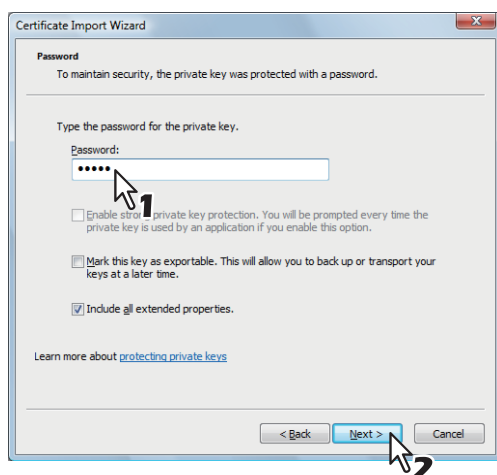 Certificate Import Wizard
Password
To maintain security, the private key was protected with a password.
Type the password for the private key.
Password:
•••••
1
Enable strong private key protection. You will be prompted every time the
private key is used by an application if you enable this option.
Mark this key as exportable. This will allow you to back up or transport your
keys at a later time.
Include all extended properties.
Learn more about protecting private keys
< Back Next > Cancel
2